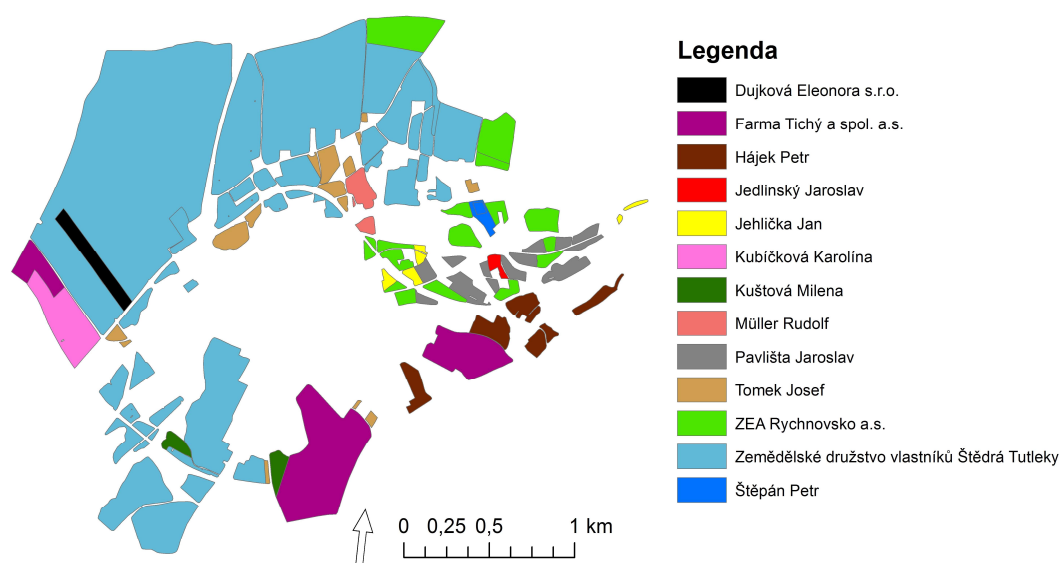 Legenda
Dujková Eleonora s.r.o.
Farma Tichý a spol. a.s.
Hájek Petr
Jedlinský Jaroslav
Jehlička Jan
Kubíčková Karolína
Kuštová Milena
Müller Rudolf
Pavlišta Jaroslav
Tomek Josef
ZEA Rychnovsko a.s.
Zemědělské družstvo vlastníků Štědrá Tutleky
Štěpán Petr
0 0,25 0,5 1 km